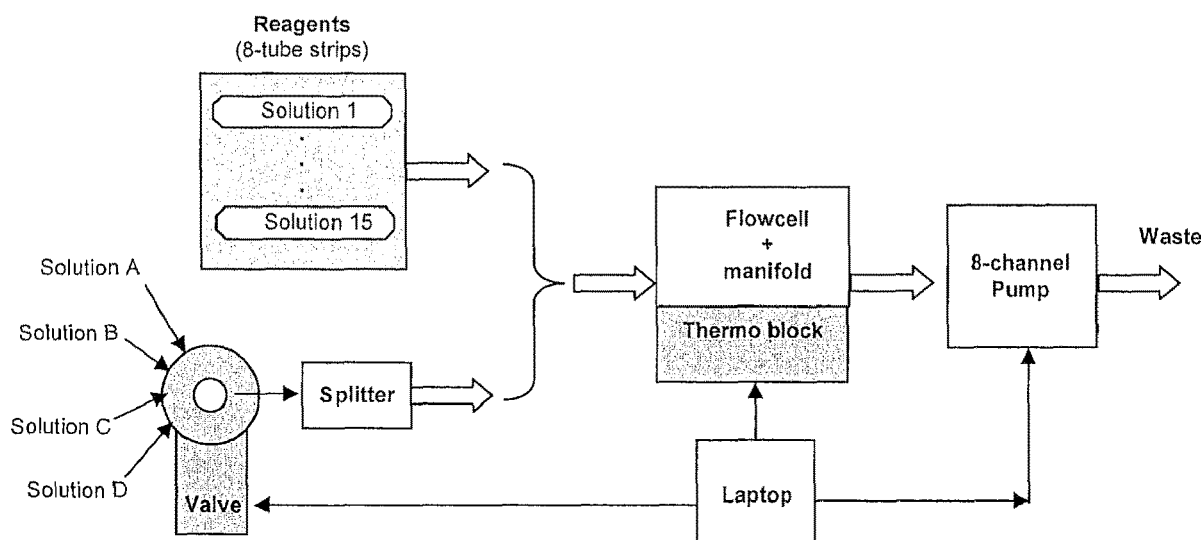 Reagents
(8-tube strips)
Solution 1
Solution 15
Solution A
Solution B
Solution C
Solution D
Valve
Splitter
Flowcell
+
manifold
Thermo block
Laptop
8-channel
Pump
Waste